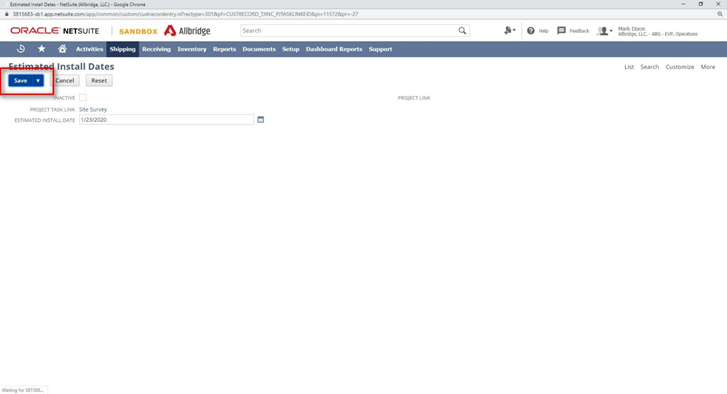 Estimated Install Dates - NetSuite (Allbridge, LLC.) - Google Chrome
3815683-sb1.app.netsuite.com/app/common/custom/custrecordentry.nl?rectype=301&ph=CUSTRECORD_TJINC_PJTASKLINKEID&pi=11572&pr=-27
ORACLE NETSUITE SANDBOX Allbridge Search Help Feedback Mark Dixon
Allbridge, LLC. - ABG - EVP, Operations
Activities Shipping Receiving Inventory Orders Reports Analytics Documents Setup Dashboard Reports Support
Estimated Install Dates List Search Customize More
Save Cancel Reset
INACTIVE PROJECT LINK
PROJECT TASK LINK Site Survey
ESTIMATED INSTALL DATE 1/23/2020
Waiting for 381568...